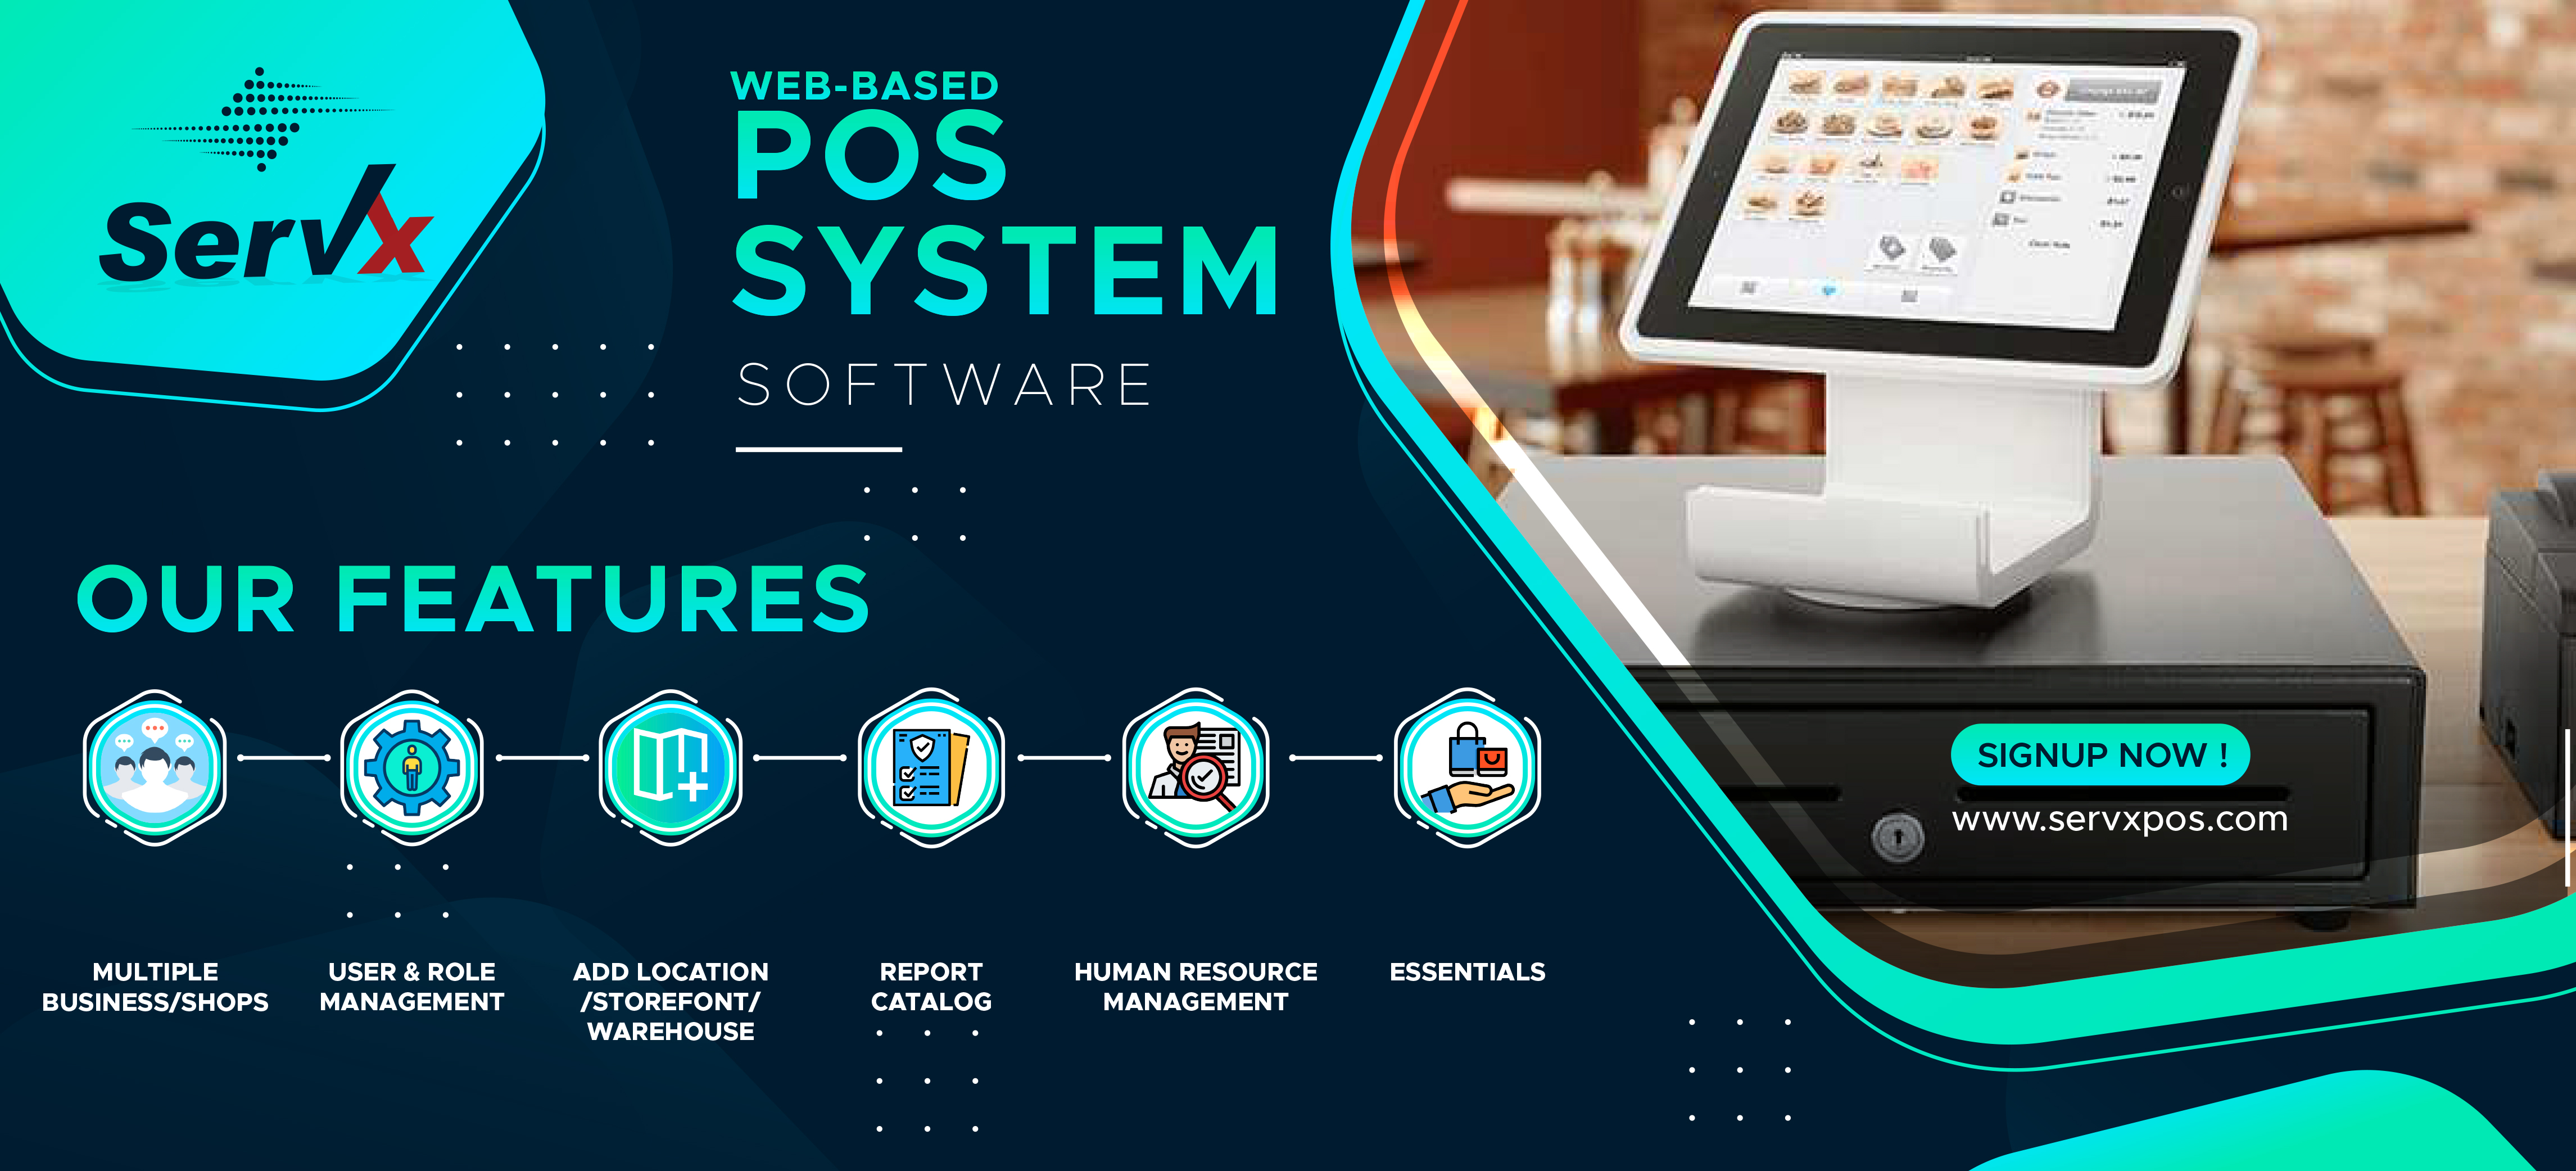 Servx
WEB-BASED
POS
SYSTEM
SOFTWARE
OUR FEATURES
MULTIPLE
BUSINESS/SHOPS
USER & ROLE
MANAGEMENT
ADD LOCATION
/STOREFONT/
WAREHOUSE
REPORT
CATALOG
HUMAN RESOURCE
MANAGEMENT
ESSENTIALS
SIGNUP NOW !
www.servxpos.com